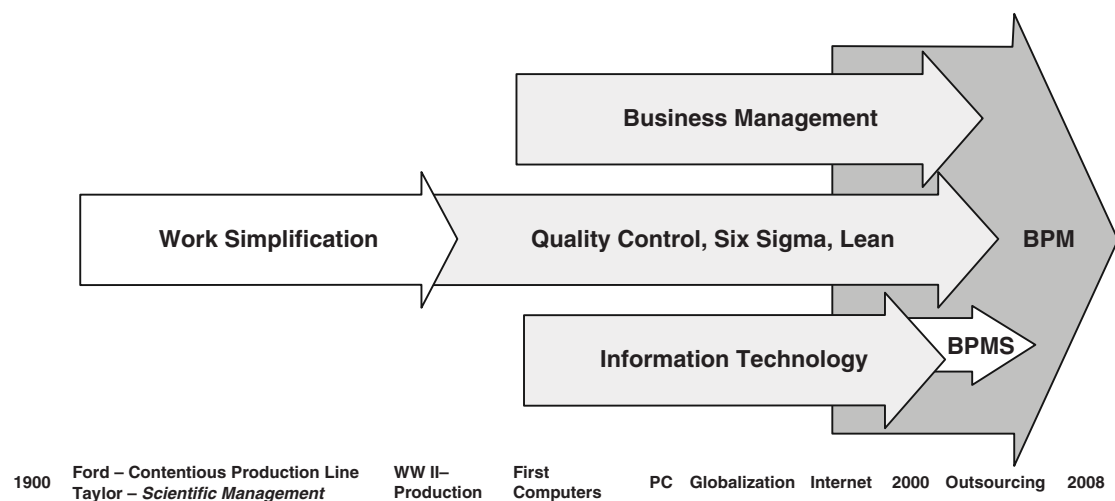 Business Management
Work Simplification
Quality Control, Six Sigma, Lean
BPM
Information Technology
BPMS
1900
Ford – Contentious Production Line
Taylor – Scientific Management
WW II–
Production
First
Computers
PC Globalization Internet 2000 Outsourcing 2008